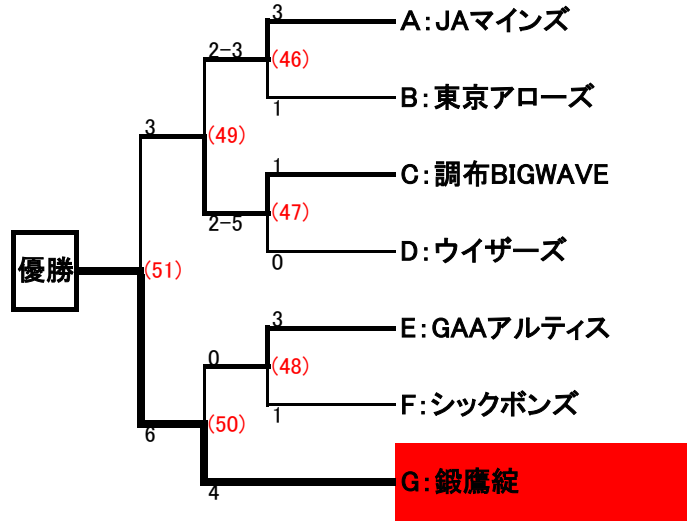 3
A:JAマインズ
2-3
(46)
B:東京アローズ
1
3
(49)
1
C:調布BIGWAVE
(47)
2-5
D:ウイザーズ
0
優勝
(51)
3
E:GAAアルティス
0
(48)
F:シックボンズ
1
(50)
6
G:鍛鷹綻
4